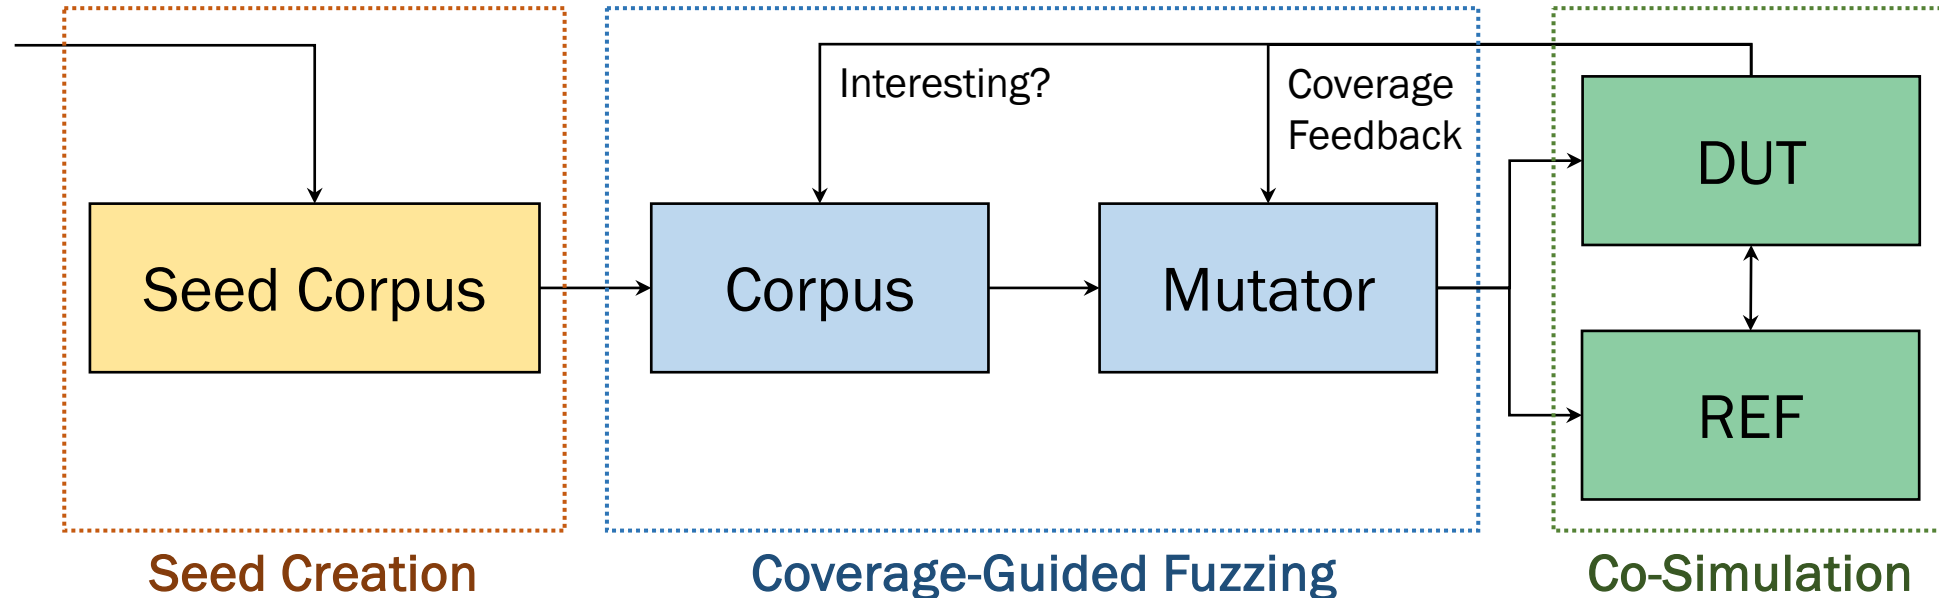 Interesting?
Coverage
Feedback
DUT
Seed Corpus
Corpus
Mutator
REF
Seed Creation
Coverage-Guided Fuzzing
Co-Simulation